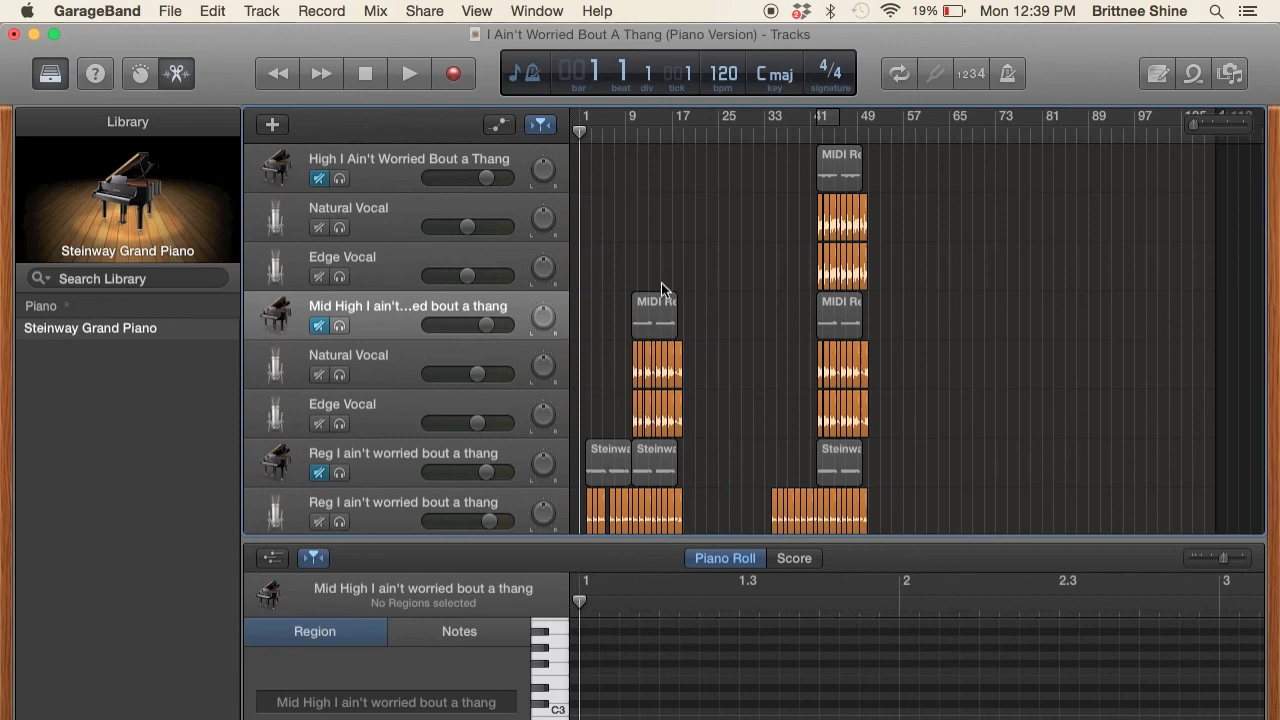 GarageBand File Edit Track Record Mix Share View Window Help 2 19% Mon 12:39 PM Brittnee Shine
I Ain't Worried Bout A Thang (Piano Version) - Tracks
? 001 1 1 001 120 C maj 4/4 1234
bar beat div tick bpm key signature
Library
1 9 17 25 33 41 49 57 65 73 81 89 97 105
High I Ain't Worried Bout a Thang
L R
MIDI Re
Steinway Grand Piano
Natural Vocal
L R
Search Library
Edge Vocal
L R
Piano
Mid High I ain't...ed bout a thang
L R
MIDI Re MIDI Re
Steinway Grand Piano
Natural Vocal
L R
Edge Vocal
L R
Reg I ain't worried bout a thang
L R
Steinwa Steinwa Steinwa
Reg I ain't worried bout a thang
L R
Piano Roll Score
Mid High I ain't worried bout a thang
No Regions selected
1 1.3 2 2.3 3
Region Notes
Mid High I ain't worried bout a thang
C3